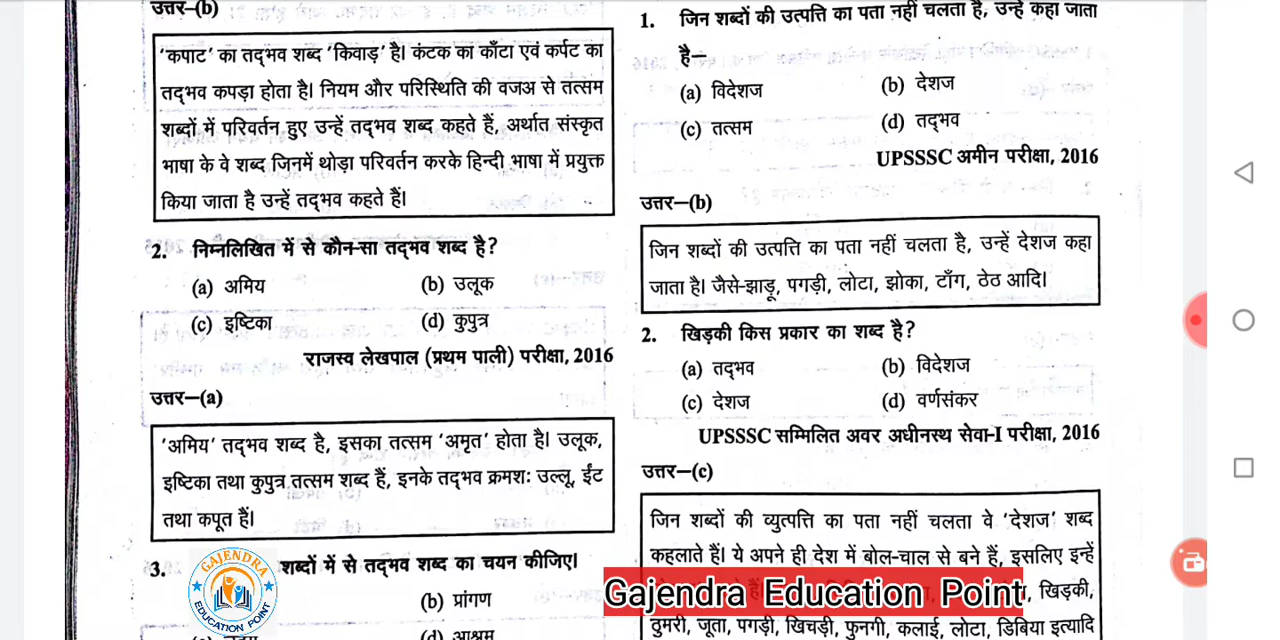 उत्तर–(b)
'कपाट' का तद्भव शब्द 'किवाड़' है। कंटक का काँटा एवं कर्पट का
तद्भव कपड़ा होता है। नियम और परिस्थिति की वजअ से तत्सम
शब्दों में परिवर्तन हुए उन्हें तद्भव शब्द कहते हैं, अर्थात संस्कृत
भाषा के वे शब्द जिनमें थोड़ा परिवर्तन करके हिन्दी भाषा में प्रयुक्त
किया जाता है उन्हें तद्भव कहते हैं।
2. निम्नलिखित में से कौन-सा तद्भव शब्द है?
(a) अमिय (b) उलूक
(c) इष्टिका (d) कुपुत्र
राजस्व लेखपाल (प्रथम पाली) परीक्षा, 2016
उत्तर–(a)
'अमिय' तद्भव शब्द है, इसका तत्सम 'अमृत' होता है। उलूक,
इष्टिका तथा कुपुत्र तत्सम शब्द हैं, इनके तद्भव क्रमशः उल्लू, ईंट
तथा कपूत हैं।
3. शब्दों में से तद्भव शब्द का चयन कीजिए।
(b) प्रांगण
(d) आश्रम
GAJENDRA
EDUCATION POINT
1. जिन शब्दों की उत्पत्ति का पता नहीं चलता है, उन्हें कहा जाता
है–
(a) विदेशज (b) देशज
(c) तत्सम (d) तद्भव
UPSSSC अमीन परीक्षा, 2016
उत्तर–(b)
जिन शब्दों की उत्पत्ति का पता नहीं चलता है, उन्हें देशज कहा
जाता है। जैसे-झाड़ू, पगड़ी, लोटा, झोका, टाँग, ठेठ आदि।
2. खिड़की किस प्रकार का शब्द है?
(a) तद्भव (b) विदेशज
(c) देशज (d) वर्णसंकर
UPSSSC सम्मिलित अवर अधीनस्थ सेवा-I परीक्षा, 2016
उत्तर–(c)
जिन शब्दों की व्युत्पत्ति का पता नहीं चलता वे 'देशज' शब्द
कहलाते हैं। ये अपने ही देश में बोल-चाल से बने हैं, इसलिए इन्हें
खिड़की,
ठुमरी, जूता, पगड़ी, खिचड़ी, फुनगी, कलाई, लोटा, डिबिया इत्यादि
Gajendra Education Point